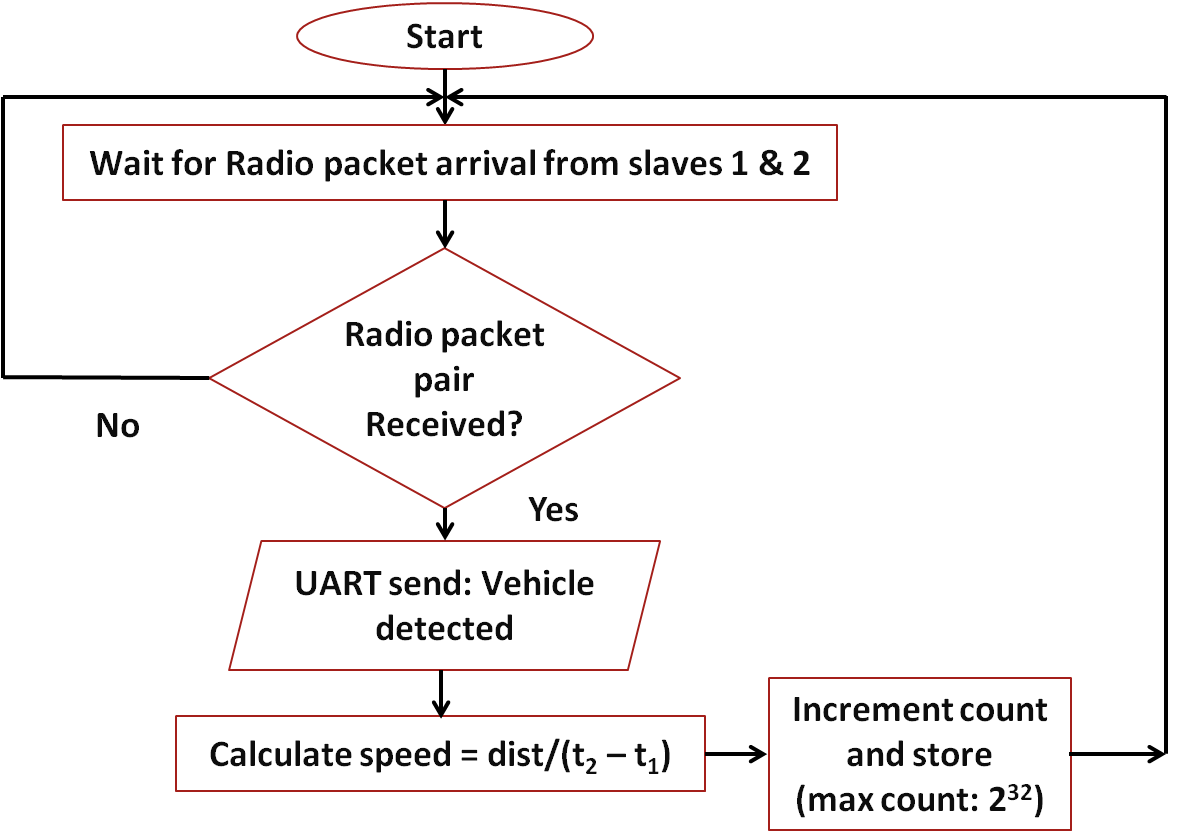 Start
Wait for Radio packet arrival from slaves 1 & 2
Radio packet
pair
Received?
No
Yes
UART send: Vehicle
detected
Calculate speed = dist/(t₂ – t₁)
Increment count
and store
(max count: 2³²)